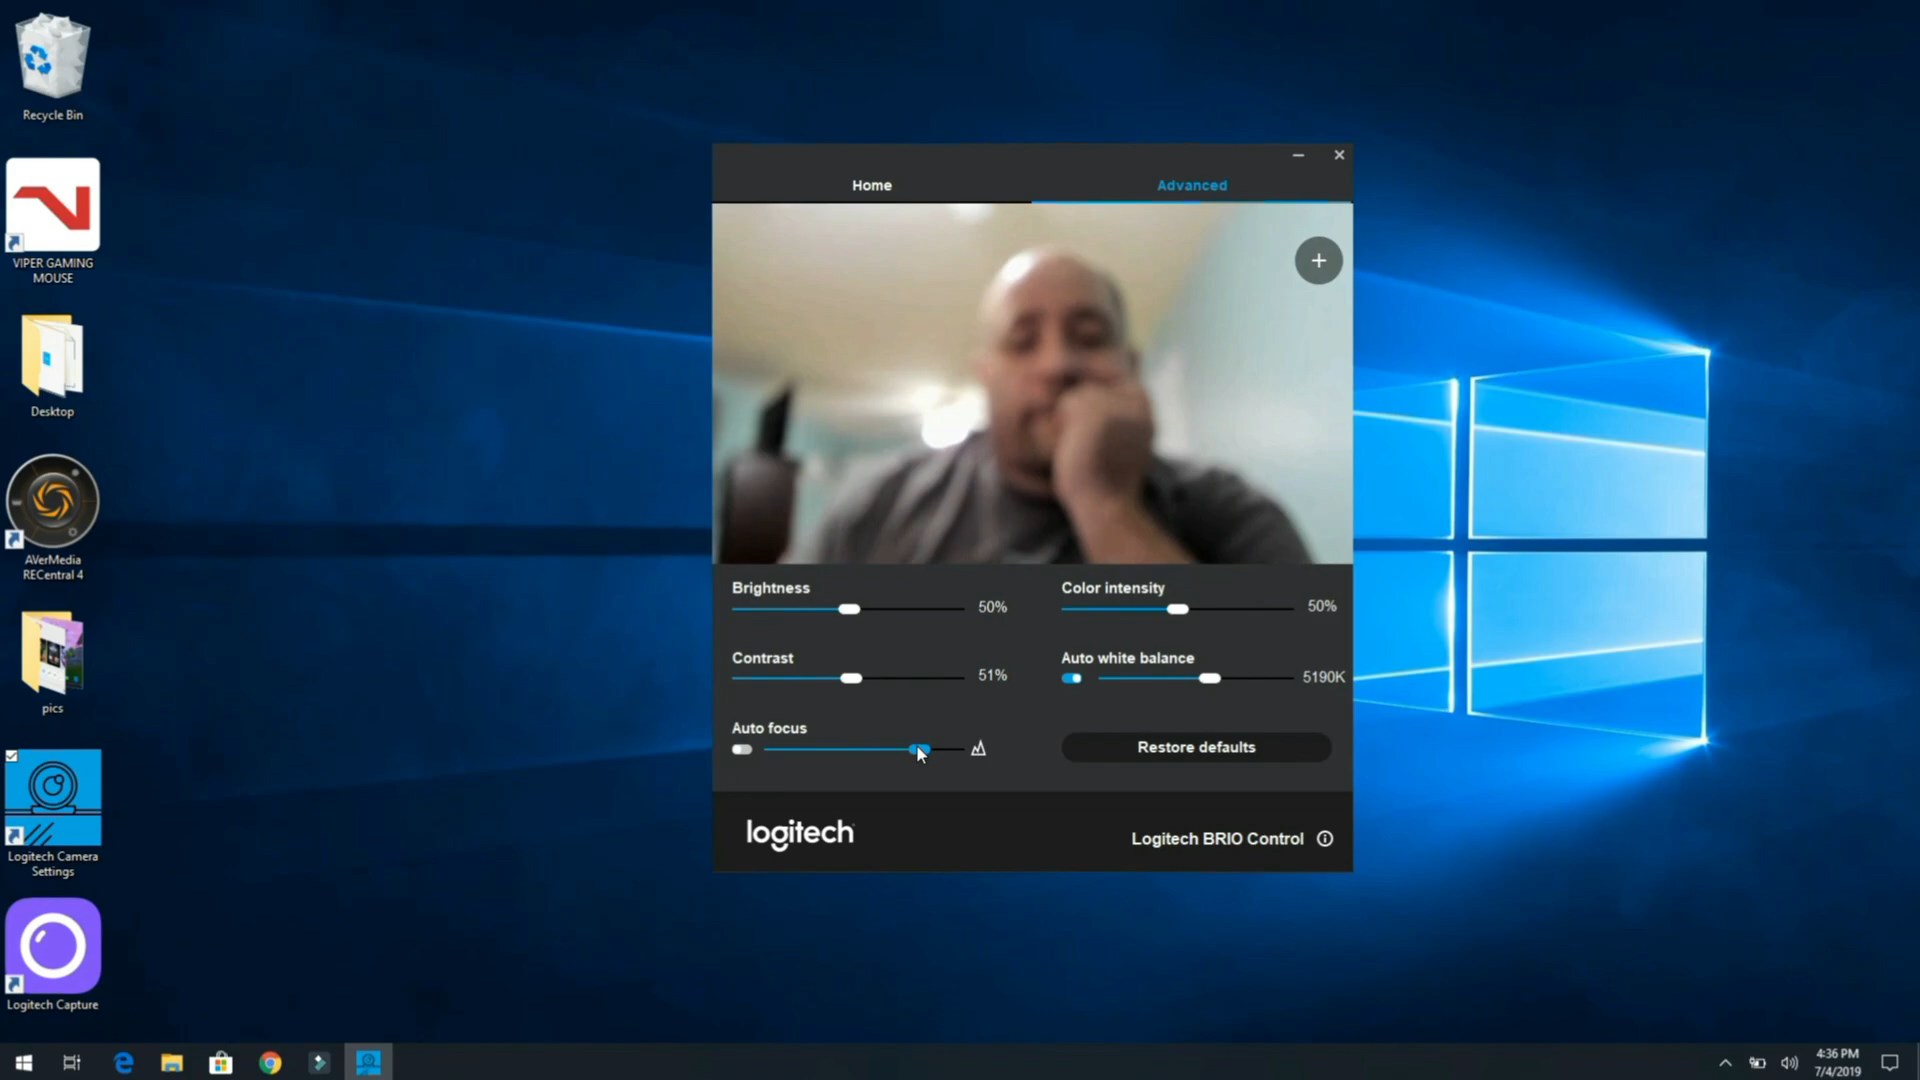 Recycle Bin
VIPER GAMING
MOUSE
Desktop
AVerMedia
RECentral 4
pics
Logitech Camera
Settings
Logitech Capture
Home
Advanced
+
Brightness
50%
Color intensity
50%
Contrast
51%
Auto white balance
5190K
Auto focus
Restore defaults
logitech
Logitech BRIO Control
4:36 PM
7/4/2019